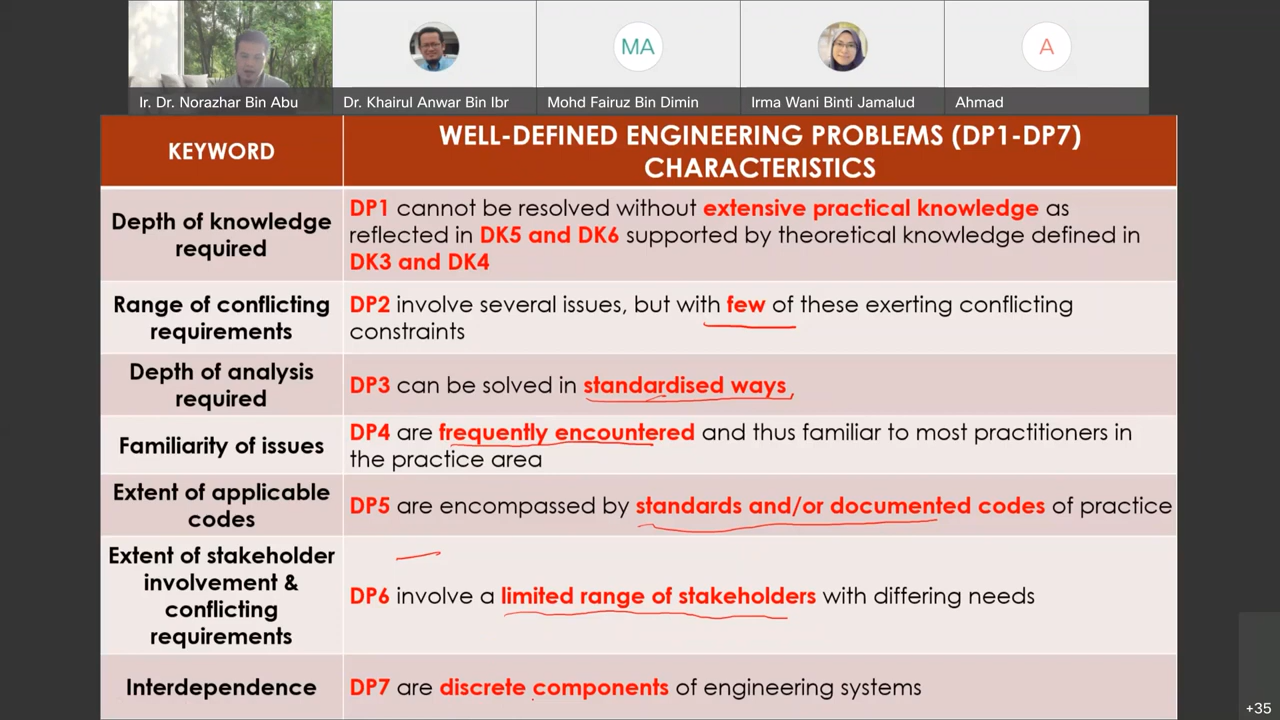 MA
A
Ir. Dr. Norazhar Bin Abu
Dr. Khairul Anwar Bin Ibr
Mohd Fairuz Bin Dimin
Irma Wani Binti Jamalud
Ahmad
KEYWORD
WELL-DEFINED ENGINEERING PROBLEMS (DP1-DP7)
CHARACTERISTICS
Depth of knowledge
required
DP1 cannot be resolved without extensive practical knowledge as
reflected in DK5 and DK6 supported by theoretical knowledge defined in
DK3 and DK4
Range of conflicting
requirements
DP2 involve several issues, but with few of these exerting conflicting
constraints
Depth of analysis
required
DP3 can be solved in standardised ways
Familiarity of issues
DP4 are frequently encountered and thus familiar to most practitioners in
the practice area
Extent of applicable
codes
DP5 are encompassed by standards and/or documented codes of practice
Extent of stakeholder
involvement &
conflicting
requirements
DP6 involve a limited range of stakeholders with differing needs
Interdependence
DP7 are discrete components of engineering systems
+35